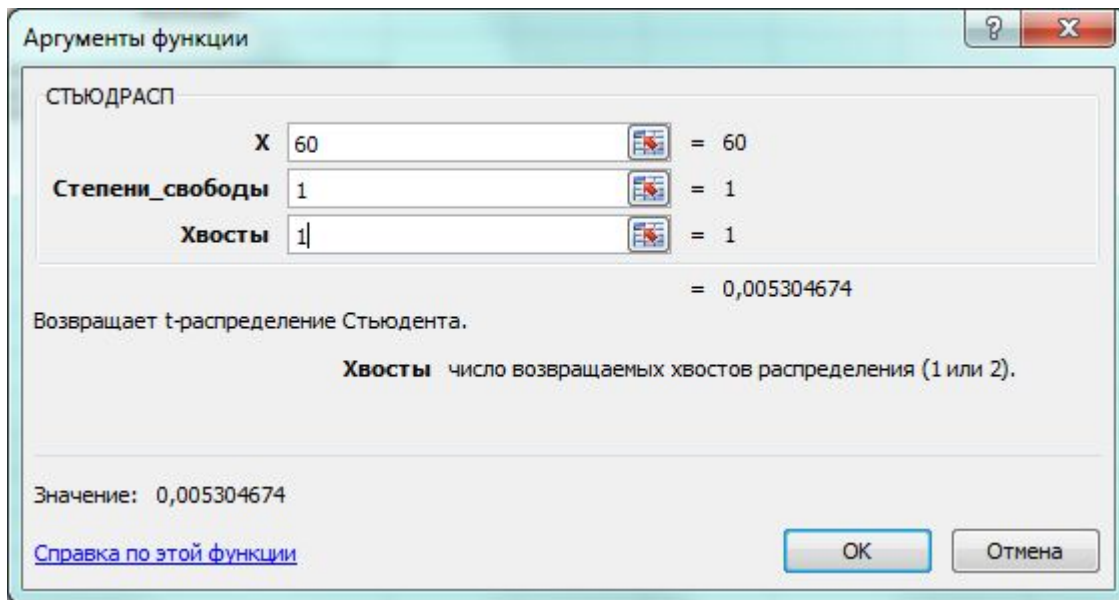 Аргументы функции
СТЬЮДРАСП
X 60 = 60
Степени_свободы 1 = 1
Хвосты 1 = 1
= 0,005304674
Возвращает t-распределение Стьюдента.
Хвосты число возвращаемых хвостов распределения (1 или 2).
Значение: 0,005304674
Справка по этой функции
ОК Отмена